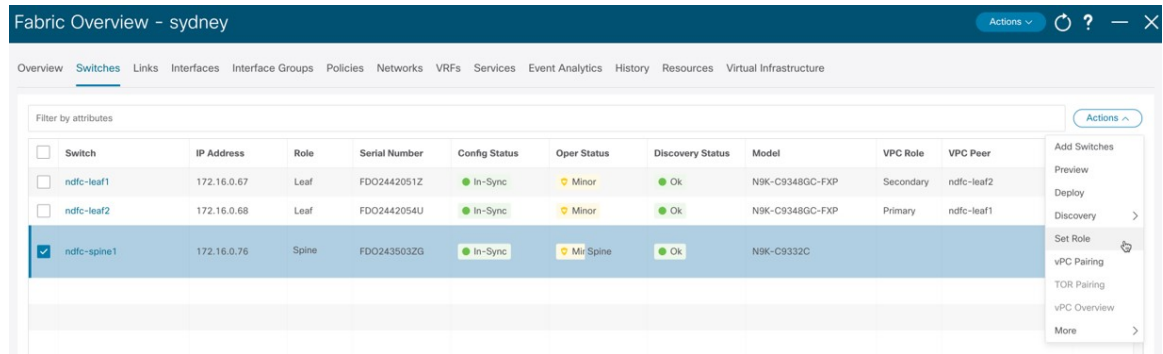 Fabric Overview - sydney Actions ?
Overview Switches Links Interfaces Interface Groups Policies Networks VRFs Services Event Analytics History Resources Virtual Infrastructure
Filter by attributes Actions
Switch IP Address Role Serial Number Config Status Oper Status Discovery Status Model VPC Role VPC Peer
ndfc-leaf1 172.16.0.67 Leaf FDO2442051Z In-Sync Minor Ok N9K-C9348GC-FXP Secondary ndfc-leaf2
ndfc-leaf2 172.16.0.68 Leaf FDO2442054U In-Sync Minor Ok N9K-C9348GC-FXP Primary ndfc-leaf1
ndfc-spine1 172.16.0.76 Spine FDO243503ZG In-Sync Mir Spine Ok N9K-C9332C
Add Switches
Preview
Deploy
Discovery
Set Role
vPC Pairing
TOR Pairing
vPC Overview
More